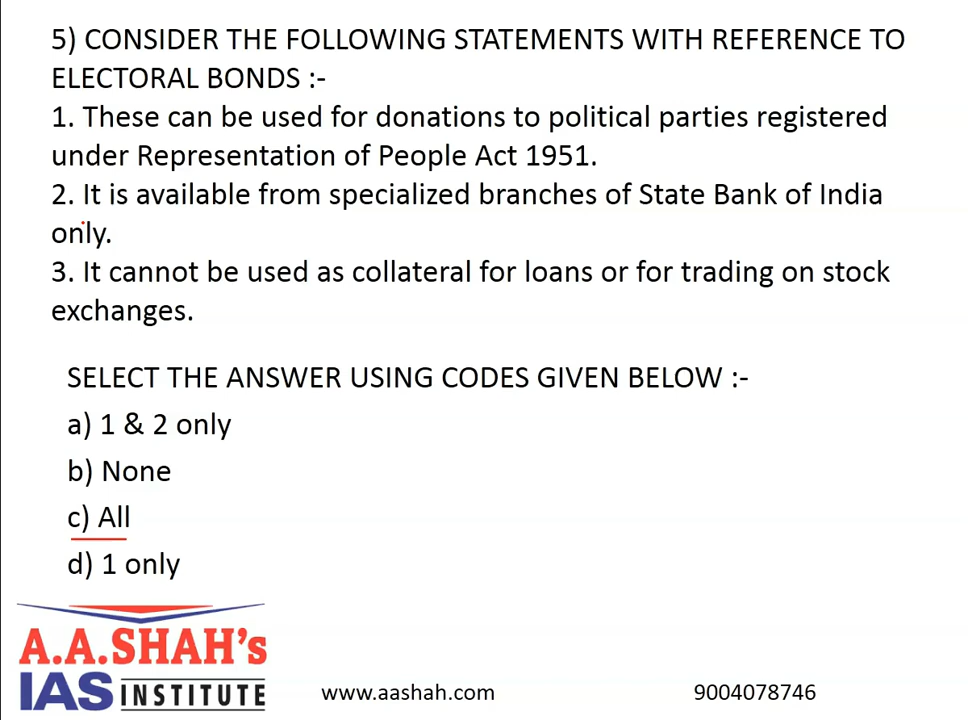 5) CONSIDER THE FOLLOWING STATEMENTS WITH REFERENCE TO
ELECTORAL BONDS :-
1. These can be used for donations to political parties registered
under Representation of People Act 1951.
2. It is available from specialized branches of State Bank of India
only.
3. It cannot be used as collateral for loans or for trading on stock
exchanges.
SELECT THE ANSWER USING CODES GIVEN BELOW :-
a) 1 & 2 only
b) None
c) All
d) 1 only
A.A.SHAH's
IAS INSTITUTE
www.aashah.com
9004078746